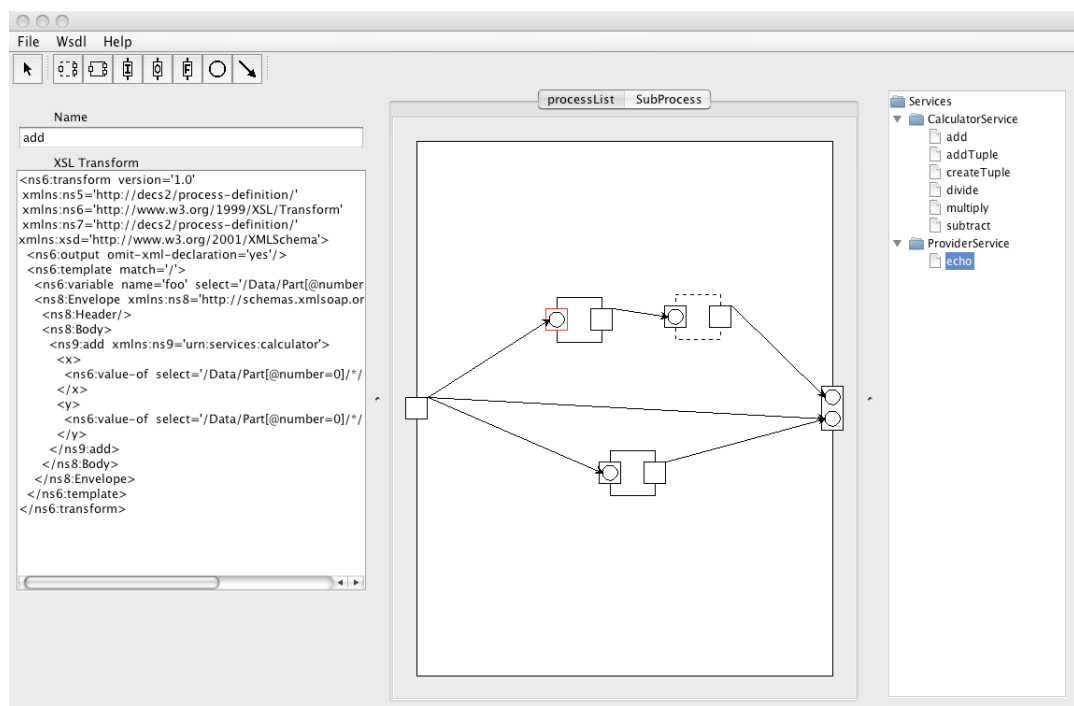 File Wsdl Help
I O F
processList SubProcess
Name
add
XSL Transform
<ns6:transform version='1.0'
xmlns:ns5='http://decs2/process-definition/'
xmlns:ns6='http://www.w3.org/1999/XSL/Transform'
xmlns:ns7='http://decs2/process-definition/'
xmlns:xsd='http://www.w3.org/2001/XMLSchema'>
<ns6:output omit-xml-declaration='yes'/>
<ns6:template match='/'>
<ns6:variable name='foo' select='/Data/Part[@number
<ns8:Envelope xmlns:ns8='http://schemas.xmlsoap.or
<ns8:Header/>
<ns8:Body>
<ns9:add xmlns:ns9='urn:services:calculator'>
<x>
<ns6:value-of select='/Data/Part[@number=0]/*/
</x>
<y>
<ns6:value-of select='/Data/Part[@number=0]/*/
</y>
</ns9:add>
</ns8:Body>
</ns8:Envelope>
</ns6:template>
</ns6:transform>
Services
CalculatorService
add
addTuple
createTuple
divide
multiply
subtract
ProviderService
echo